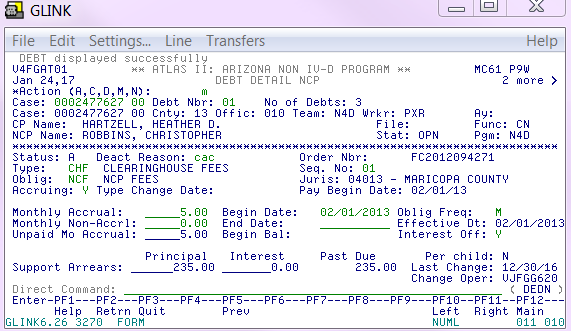 GLINK
File Edit Settings... Line Transfers Help
DEBT displayed successfully
V4FGAT01 ** ATLAS II: ARIZONA NON IV-D PROGRAM ** MC61 P9W
Jan 24,17 DEBT DETAIL NCP 2 more >
*Action (A,C,D,M,N): m
Case: 0002477627 00 Debt Nbr: 01 No of Debts: 3
Case: 0002477627 00 Cnty: 13 Offic: 010 Team: N4D Wrkr: PXR Ay:
CP Name: HARTZELL, HEATHER D. File: Func: CN
NCP Name: ROBBINS, CHRISTOPHER Stat: OPN Pgm: N4D
*******************************************************************************
Status: A Deact Reason: cac Order Nbr: FC2012094271
Type: CHF CLEARINGHOUSE FEES Seq. No: 01
Oblig: NCF NCP FEES Juris: 04013 - MARICOPA COUNTY
Accruing: Y Type Change Date: Pay Begin Date: 02/01/13
Monthly Accrual: _____5.00 Begin Date: 02/01/2013 Oblig Freq: M
Monthly Non-Accrl: _____0.00 End Date: __________ Effective Dt: 02/01/2013
Unpaid Mo Accrual: _____5.00 Begin Bal: Interest Off: Y
Principal Interest Past Due Per child: N
Support Arrears: ______235.00 _______0.00 235.00 Last Change: 12/30/16
Change Oper: VJFGG620
Direct Command: ________________________________________ ( DEDN )
Enter-PF1---PF2---PF3---PF4---PF5---PF6---PF7---PF8---PF9---PF10--PF11--PF12---
Help Retrn Quit Prev Left Right Main
GLINK6.26 3270 FORM NUML 011 010